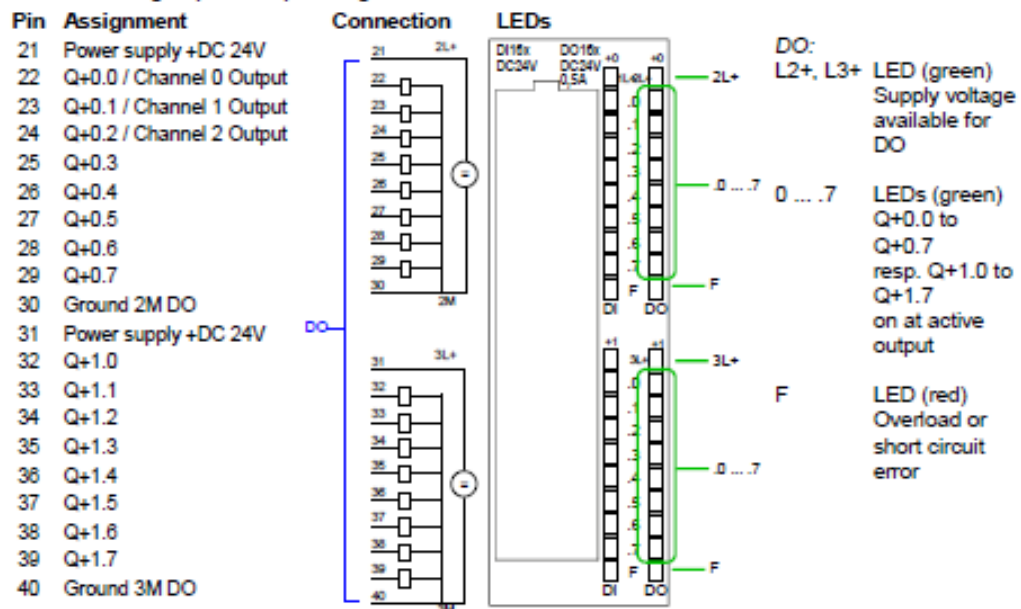 Pin Assignment Connection LEDs
21 Power supply +DC 24V
22 Q+0.0 / Channel 0 Output
23 Q+0.1 / Channel 1 Output
24 Q+0.2 / Channel 2 Output
25 Q+0.3
26 Q+0.4
27 Q+0.5
28 Q+0.6
29 Q+0.7
30 Ground 2M DO
31 Power supply +DC 24V
32 Q+1.0
33 Q+1.1
34 Q+1.2
35 Q+1.3
36 Q+1.4
37 Q+1.5
38 Q+1.6
39 Q+1.7
40 Ground 3M DO
DO
21 2L+
22
23
24
25
26
27
28
29
30
2M
=
31 3L+
32
33
34
35
36
37
38
39
40
3M
=
DI16x DO16x
DC24V DC24V
0,5A
+0 +0
2L+
.0
.1
.2
.3
.4
.5
.6
.7
F
DI DO
2L+
.0 ... .7
F
+1 +1
3L+
.0
.1
.2
.3
.4
.5
.6
.7
F
DI DO
3L+
.0 ... .7
F
DO:
L2+, L3+ LED (green)
Supply voltage
available for
DO
0 ... .7 LEDs (green)
Q+0.0 to
Q+0.7
resp. Q+1.0 to
Q+1.7
on at active
output
F LED (red)
Overload or
short circuit
error